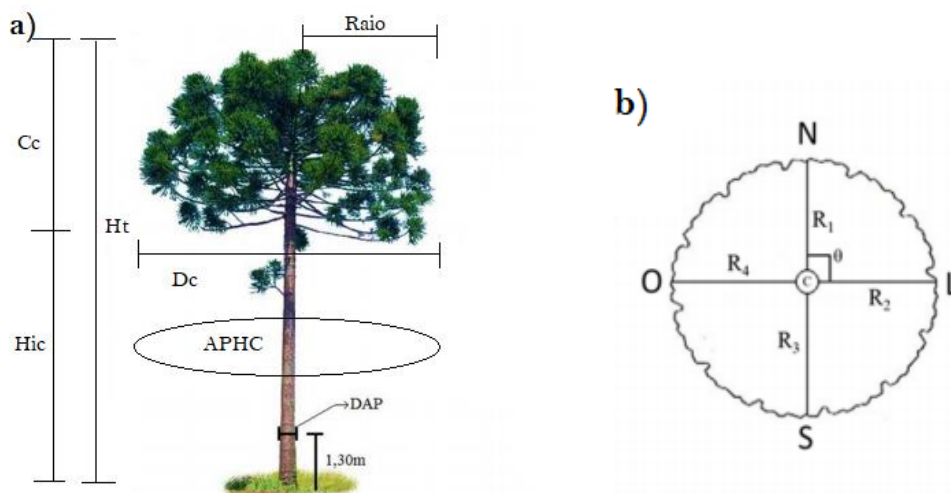 a)
Raio
Cc
Ht
Dc
Hic
APHC
→DAP
1,30m
b)
N
R1
θ
R4
O
C
L
R2
R3
S